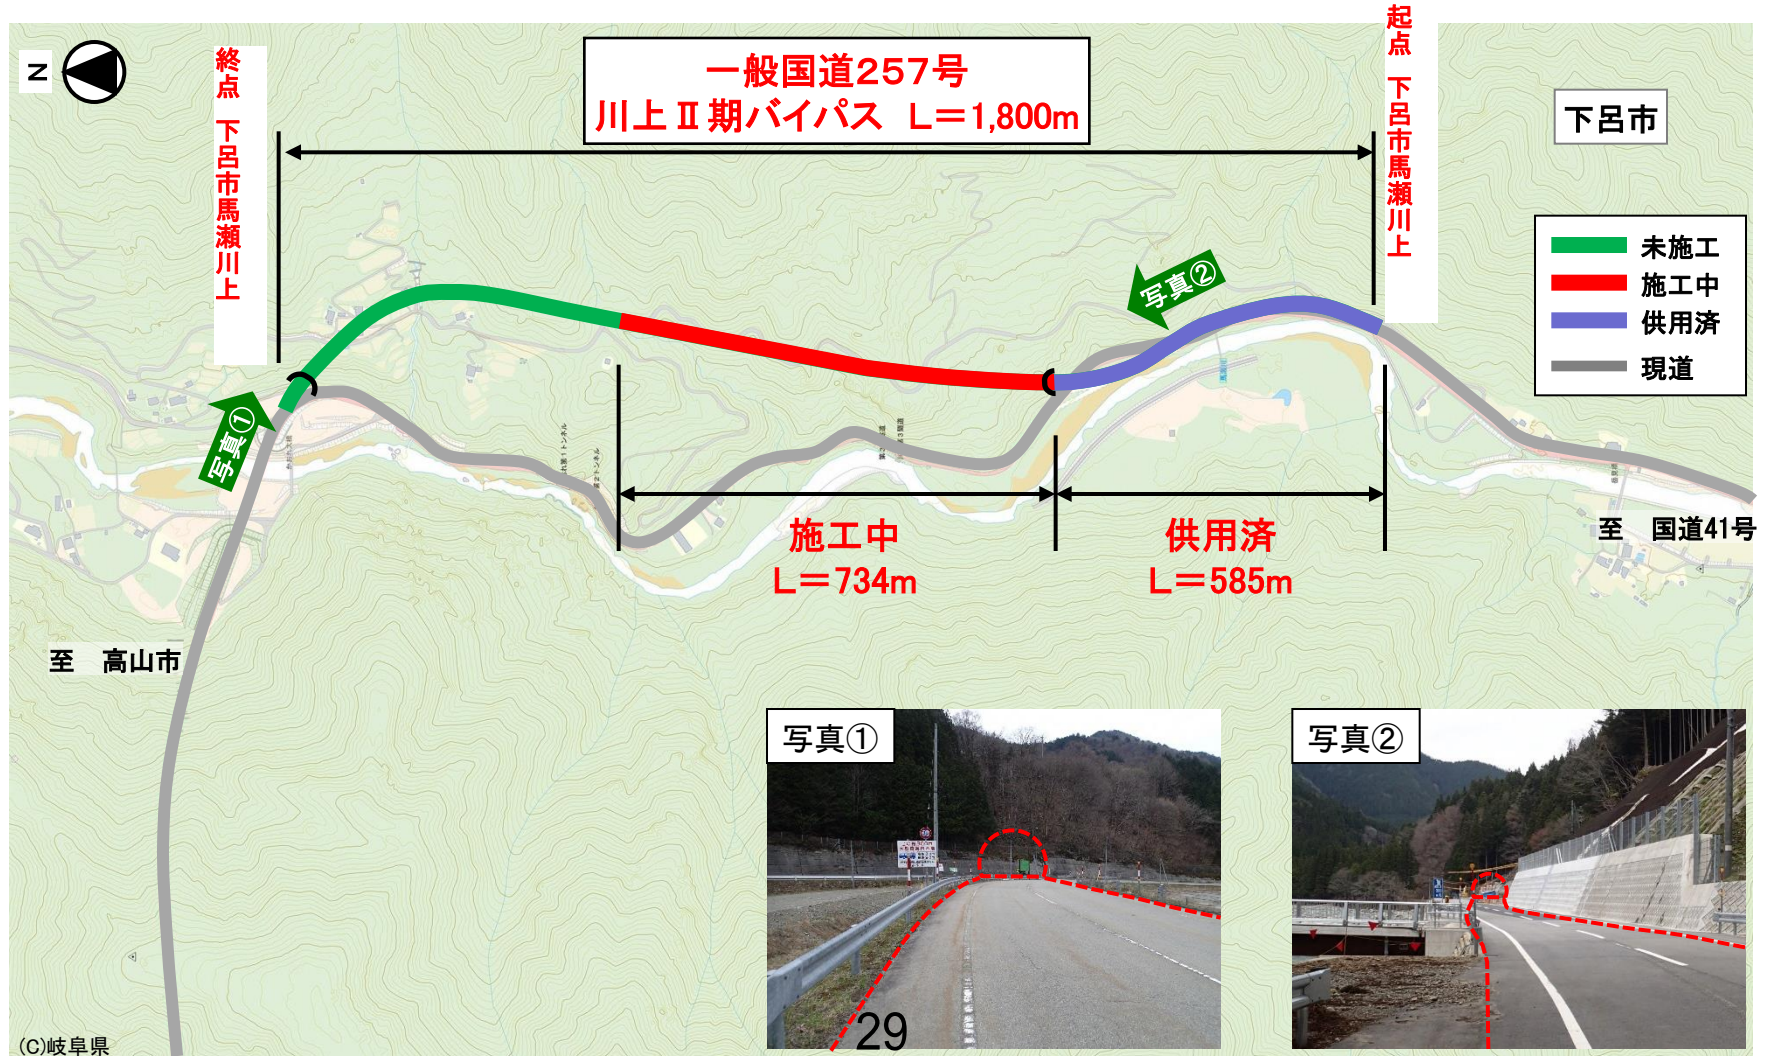 N
終点 下呂市馬瀬川上
一般国道257号
川上Ⅱ期バイパス L=1,800m
起点 下呂市馬瀬川上
下呂市
未施工
施工中
供用済
現道
写真①
写真②
施工中
L=734m
供用済
L=585m
至 国道41号
至 高山市
写真①
写真②
29
(C)岐阜県